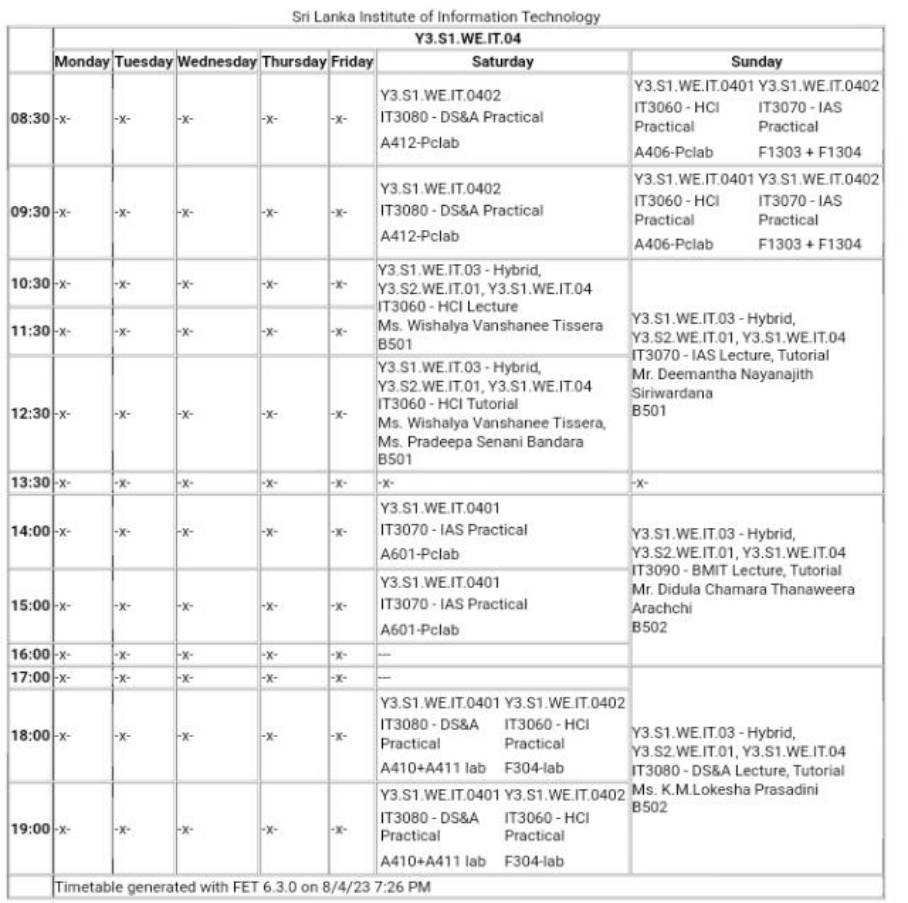 Sri Lanka Institute of Information Technology
Y3.S1.WE.IT.04
Monday Tuesday Wednesday Thursday Friday Saturday Sunday
08:30 -x- -x- -x- -x- -x-
Y3.S1.WE.IT.0402
IT3080 - DS&A Practical
A412-Pclab
Y3.S1.WE.IT.0401 Y3.S1.WE.IT.0402
IT3060 - HCI IT3070 - IAS
Practical Practical
A406-Pclab F1303 + F1304
09:30 -x- -x- -x- -x- -x-
Y3.S1.WE.IT.0402
IT3080 - DS&A Practical
A412-Pclab
Y3.S1.WE.IT.0401 Y3.S1.WE.IT.0402
IT3060 - HCI IT3070 - IAS
Practical Practical
A406-Pclab F1303 + F1304
10:30 -x- -x- -x- -x- -x-
Y3.S1.WE.IT.03 - Hybrid,
Y3.S2.WE.IT.01, Y3.S1.WE.IT.04
IT3060 - HCI Lecture
Ms. Wishalya Vanshanee Tissera
B501
Y3.S1.WE.IT.03 - Hybrid,
Y3.S2.WE.IT.01, Y3.S1.WE.IT.04
IT3070 - IAS Lecture, Tutorial
Mr. Deemantha Nayanajith
Siriwardana
B501
11:30 -x- -x- -x- -x- -x-
12:30 -x- -x- -x- -x- -x-
Y3.S1.WE.IT.03 - Hybrid,
Y3.S2.WE.IT.01, Y3.S1.WE.IT.04
IT3060 - HCI Tutorial
Ms. Wishalya Vanshanee Tissera,
Ms. Pradeepa Senani Bandara
B501
13:30 -x- -x- -x- -x- -x- -x- -x-
14:00 -x- -x- -x- -x- -x-
Y3.S1.WE.IT.0401
IT3070 - IAS Practical
A601-Pclab
Y3.S1.WE.IT.03 - Hybrid,
Y3.S2.WE.IT.01, Y3.S1.WE.IT.04
IT3090 - BMIT Lecture, Tutorial
Mr. Didula Chamara Thanaweera
Arachchi
B502
15:00 -x- -x- -x- -x- -x-
Y3.S1.WE.IT.0401
IT3070 - IAS Practical
A601-Pclab
16:00 -x- -x- -x- -x- -x- ---
17:00 -x- -x- -x- -x- -x- ---
Y3.S1.WE.IT.03 - Hybrid,
Y3.S2.WE.IT.01, Y3.S1.WE.IT.04
IT3080 - DS&A Lecture, Tutorial
Ms. K.M.Lokesha Prasadini
B502
18:00 -x- -x- -x- -x- -x-
Y3.S1.WE.IT.0401 Y3.S1.WE.IT.0402
IT3080 - DS&A IT3060 - HCI
Practical Practical
A410+A411 lab F304-lab
19:00 -x- -x- -x- -x- -x-
Y3.S1.WE.IT.0401 Y3.S1.WE.IT.0402
IT3080 - DS&A IT3060 - HCI
Practical Practical
A410+A411 lab F304-lab
Timetable generated with FET 6.3.0 on 8/4/23 7:26 PM